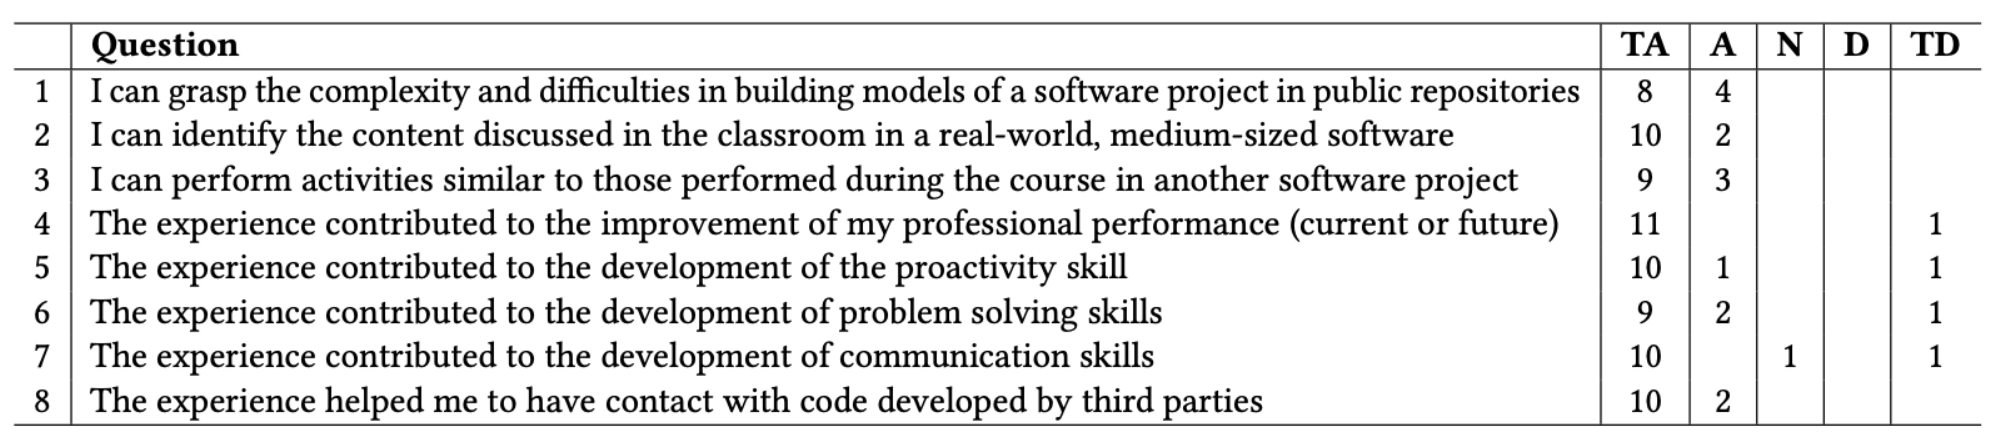 Question TA A N D TD
1 I can grasp the complexity and difficulties in building models of a software project in public repositories 8 4
2 I can identify the content discussed in the classroom in a real-world, medium-sized software 10 2
3 I can perform activities similar to those performed during the course in another software project 9 3
4 The experience contributed to the improvement of my professional performance (current or future) 11 1
5 The experience contributed to the development of the proactivity skill 10 1 1
6 The experience contributed to the development of problem solving skills 9 2 1
7 The experience contributed to the development of communication skills 10 1 1
8 The experience helped me to have contact with code developed by third parties 10 2